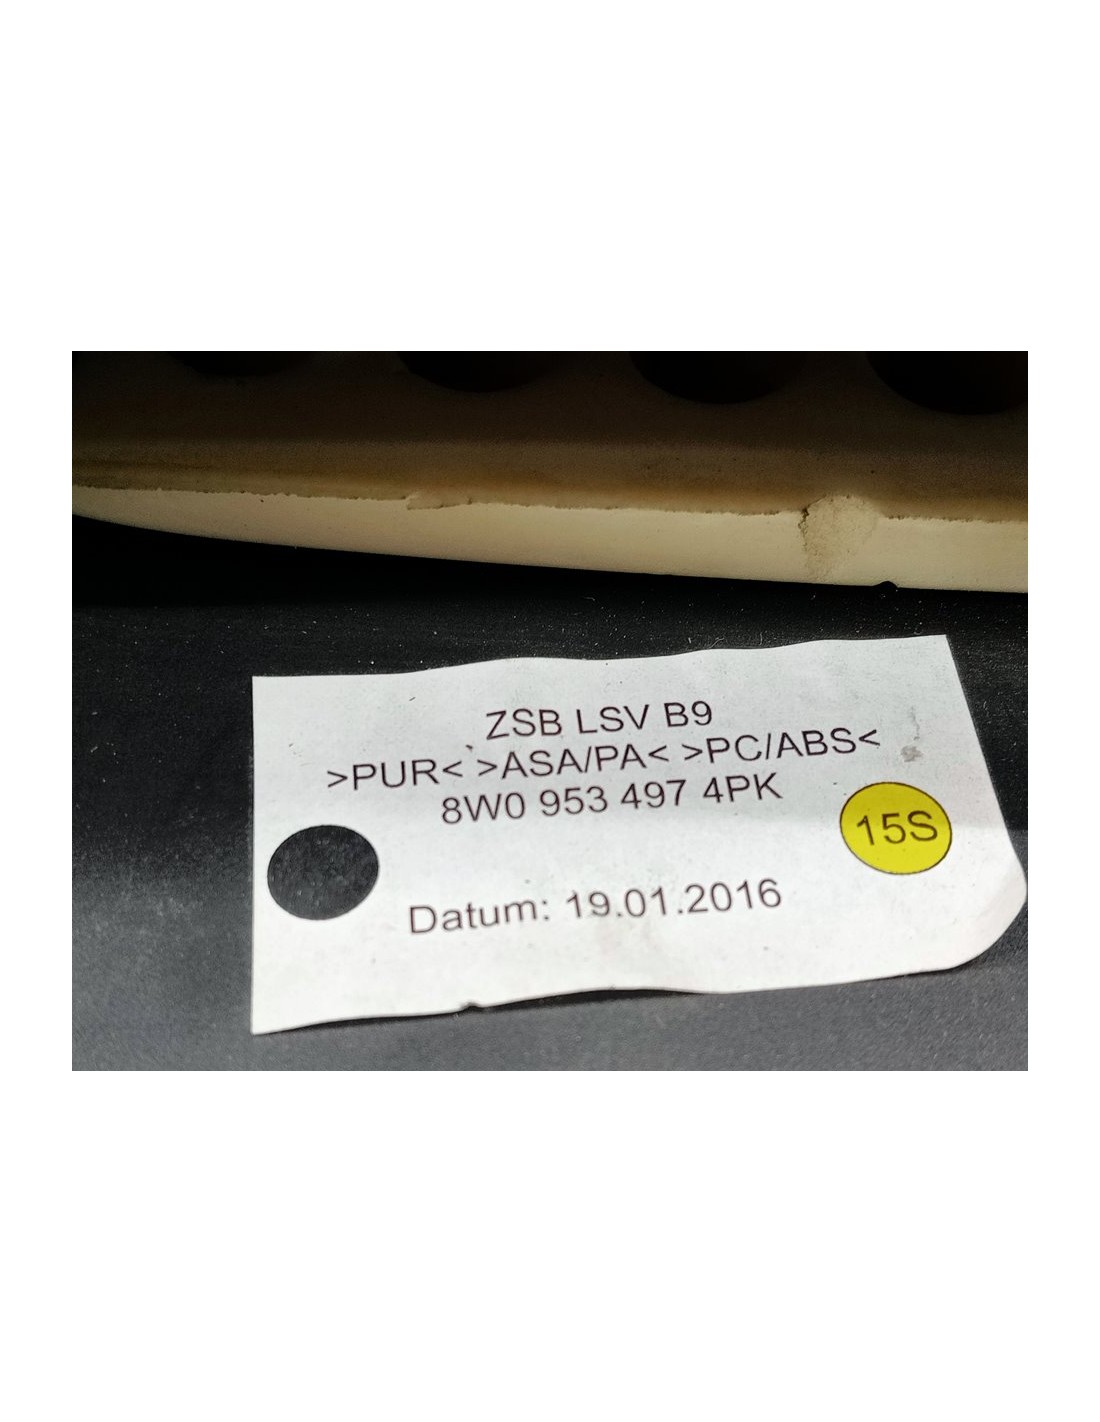 ZSB LSV B9
>PUR< >ASA/PA< >PC/ABS<
8W0 953 497 4PK
15S
Datum: 19.01.2016